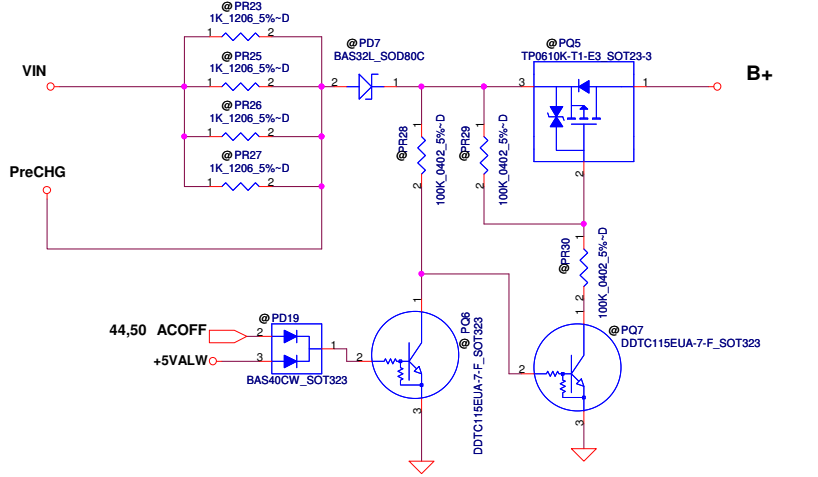 @PR23
1K_1206_5%~D
1 2
@PR25
1K_1206_5%~D
1 2
@PR26
1K_1206_5%~D
1 2
@PR27
1K_1206_5%~D
1 2
VIN
PreCHG
@PD7
BAS32L_SOD80C
2 1
@PQ5
TP0610K-T1-E3_SOT23-3
3 1
2
B+
@PR28
100K_0402_5%~D
1
2
@PR29
100K_0402_5%~D
1
2
@PR30
100K_0402_5%~D
1
2
44,50 ACOFF
+5VALW
@PD19
2
3
1
BAS40CW_SOT323
@PQ6
DDTC115EUA-7-F_SOT323
1
2
3
@PQ7
DDTC115EUA-7-F_SOT323
1
2
3